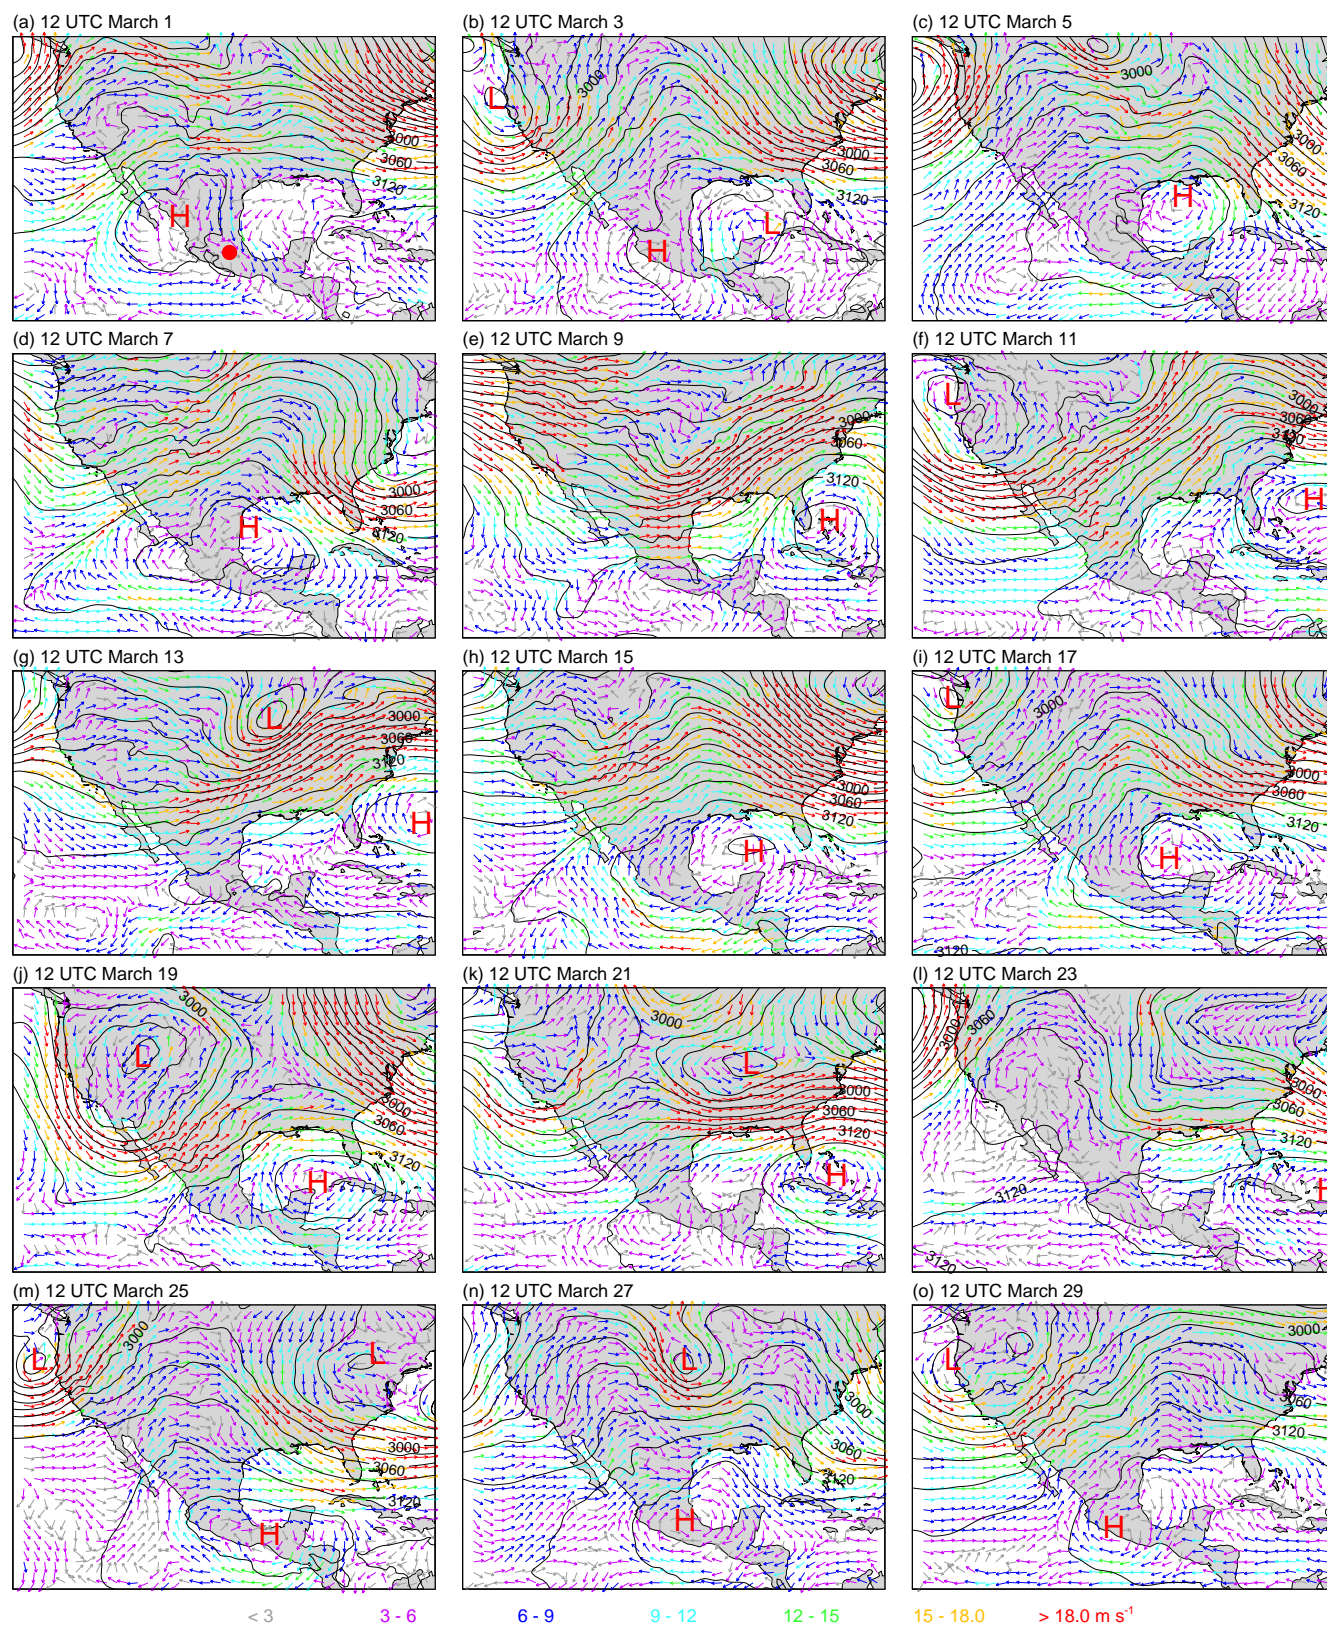 (a) 12 UTC March 1
(b) 12 UTC March 3
(c) 12 UTC March 5
3000
3060
3120
H
L
3000
3000
3060
3120
L
H
3000
3000
3060
3120
H
(d) 12 UTC March 7
(e) 12 UTC March 9
(f) 12 UTC March 11
3000
3060
3120
H
3000
3060
3120
H
L
3000
3060
3120
H
(g) 12 UTC March 13
(h) 12 UTC March 15
(i) 12 UTC March 17
L
3000
3060
3120
H
3000
3060
3120
H
L
3000
3000
3060
3120
H
3120
(j) 12 UTC March 19
(k) 12 UTC March 21
(l) 12 UTC March 23
3000
L
3000
3060
3120
H
3000
L
3000
3060
3120
H
3000
3060
3000
3060
3120
3120
H
3120
(m) 12 UTC March 25
(n) 12 UTC March 27
(o) 12 UTC March 29
L
3000
L
3000
3060
3120
H
L
3000
3060
3120
H
3000
L
3060
3120
H
< 3 3 - 6 6 - 9 9 - 12 12 - 15 15 - 18.0 > 18.0 m s⁻¹